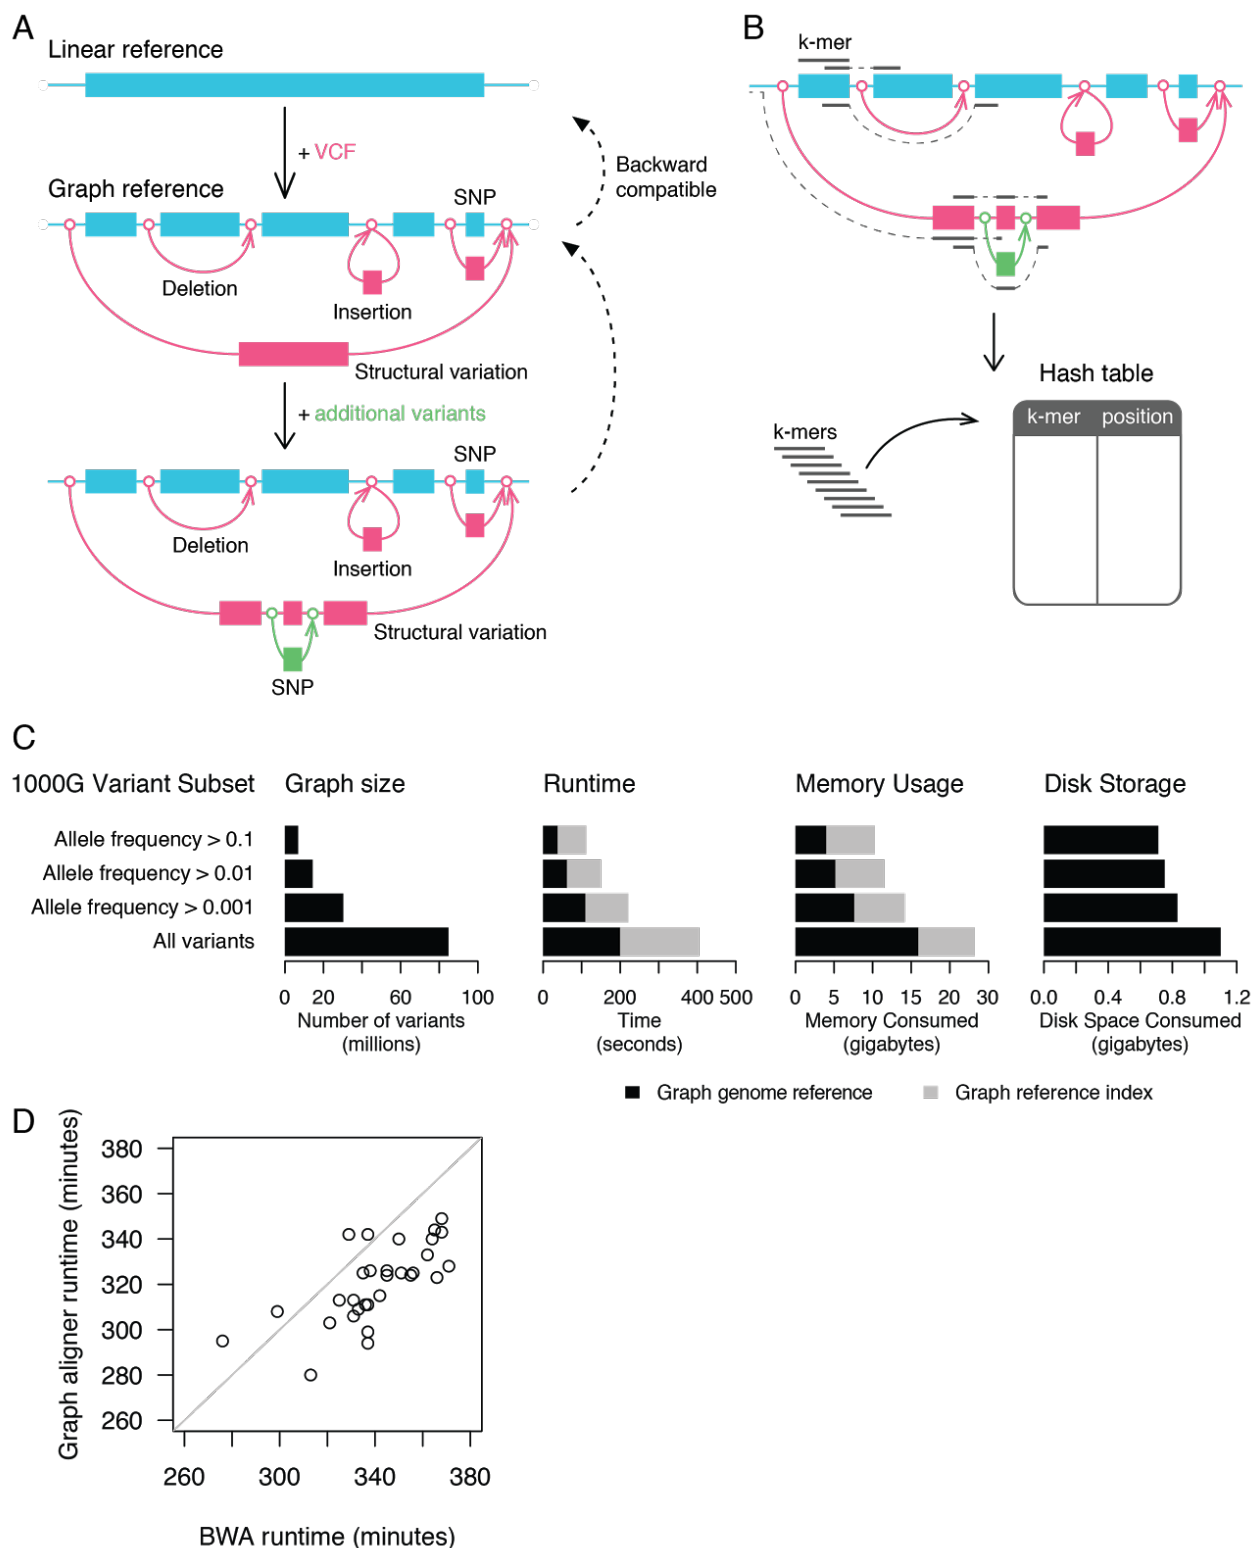 A
Linear reference
+ VCF
Graph reference
SNP
Backward
compatible
Deletion
Insertion
Structural variation
+ additional variants
SNP
Deletion
Insertion
Structural variation
SNP
B
k-mer
Hash table
k-mer position
k-mers
C
1000G Variant Subset
Graph size
Runtime
Memory Usage
Disk Storage
Allele frequency > 0.1
Allele frequency > 0.01
Allele frequency > 0.001
All variants
0 20 60 100
Number of variants
(millions)
0 200 400 500
Time
(seconds)
0 5 10 15 20 30
Memory Consumed
(gigabytes)
0.0 0.4 0.8 1.2
Disk Space Consumed
(gigabytes)
Graph genome reference
Graph reference index
D
Graph aligner runtime (minutes)
380
360
340
320
300
280
260
260 300 340 380
BWA runtime (minutes)